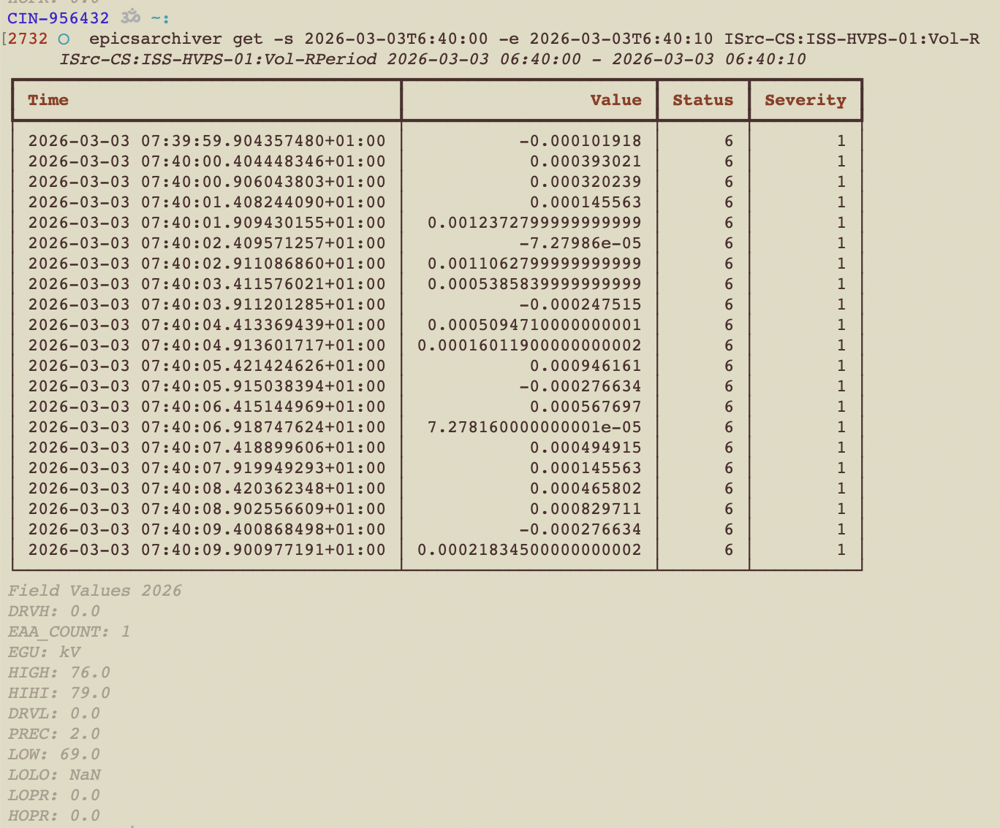 HOPR: 0.0
CIN-956432 ॐ ~:
[2732 ○ epicsarchiver get -s 2026-03-03T6:40:00 -e 2026-03-03T6:40:10 ISrc-CS:ISS-HVPS-01:Vol-R
ISrc-CS:ISS-HVPS-01:Vol-RPeriod 2026-03-03 06:40:00 - 2026-03-03 06:40:10
Time Value Status Severity
2026-03-03 07:39:59.904357480+01:00 -0.000101918 6 1
2026-03-03 07:40:00.404448346+01:00 0.000393021 6 1
2026-03-03 07:40:00.906043803+01:00 0.000320239 6 1
2026-03-03 07:40:01.408244090+01:00 0.000145563 6 1
2026-03-03 07:40:01.909430155+01:00 0.0012372799999999999 6 1
2026-03-03 07:40:02.409571257+01:00 -7.27986e-05 6 1
2026-03-03 07:40:02.911086860+01:00 0.0011062799999999999 6 1
2026-03-03 07:40:03.411576021+01:00 0.0005385839999999999 6 1
2026-03-03 07:40:03.911201285+01:00 -0.000247515 6 1
2026-03-03 07:40:04.413369439+01:00 0.0005094710000000001 6 1
2026-03-03 07:40:04.913601717+01:00 0.00016011900000000002 6 1
2026-03-03 07:40:05.421424626+01:00 0.000946161 6 1
2026-03-03 07:40:05.915038394+01:00 -0.000276634 6 1
2026-03-03 07:40:06.415144969+01:00 0.000567697 6 1
2026-03-03 07:40:06.918747624+01:00 7.278160000000001e-05 6 1
2026-03-03 07:40:07.418899606+01:00 0.000494915 6 1
2026-03-03 07:40:07.919949293+01:00 0.000145563 6 1
2026-03-03 07:40:08.420362348+01:00 0.000465802 6 1
2026-03-03 07:40:08.902556609+01:00 0.000829711 6 1
2026-03-03 07:40:09.400868498+01:00 -0.000276634 6 1
2026-03-03 07:40:09.900977191+01:00 0.00021834500000000002 6 1
Field Values 2026
DRVH: 0.0
EAA_COUNT: 1
EGU: kV
HIGH: 76.0
HIHI: 79.0
DRVL: 0.0
PREC: 2.0
LOW: 69.0
LOLO: NaN
LOPR: 0.0
HOPR: 0.0